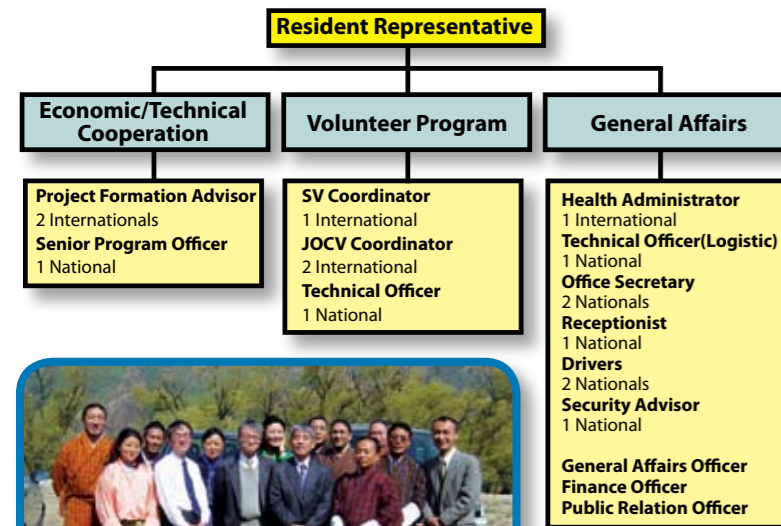 Resident Representative
Economic/Technical
Cooperation
Volunteer Program
General Affairs
Project Formation Advisor
2 Internationals
Senior Program Officer
1 National
SV Coordinator
1 International
JOCV Coordinator
2 International
Technical Officer
1 National
Health Administrator
1 International
Technical Officer(Logistic)
1 National
Office Secretary
2 Nationals
Receptionist
1 National
Drivers
2 Nationals
Security Advisor
1 National
General Affairs Officer
Finance Officer
Public Relation Officer